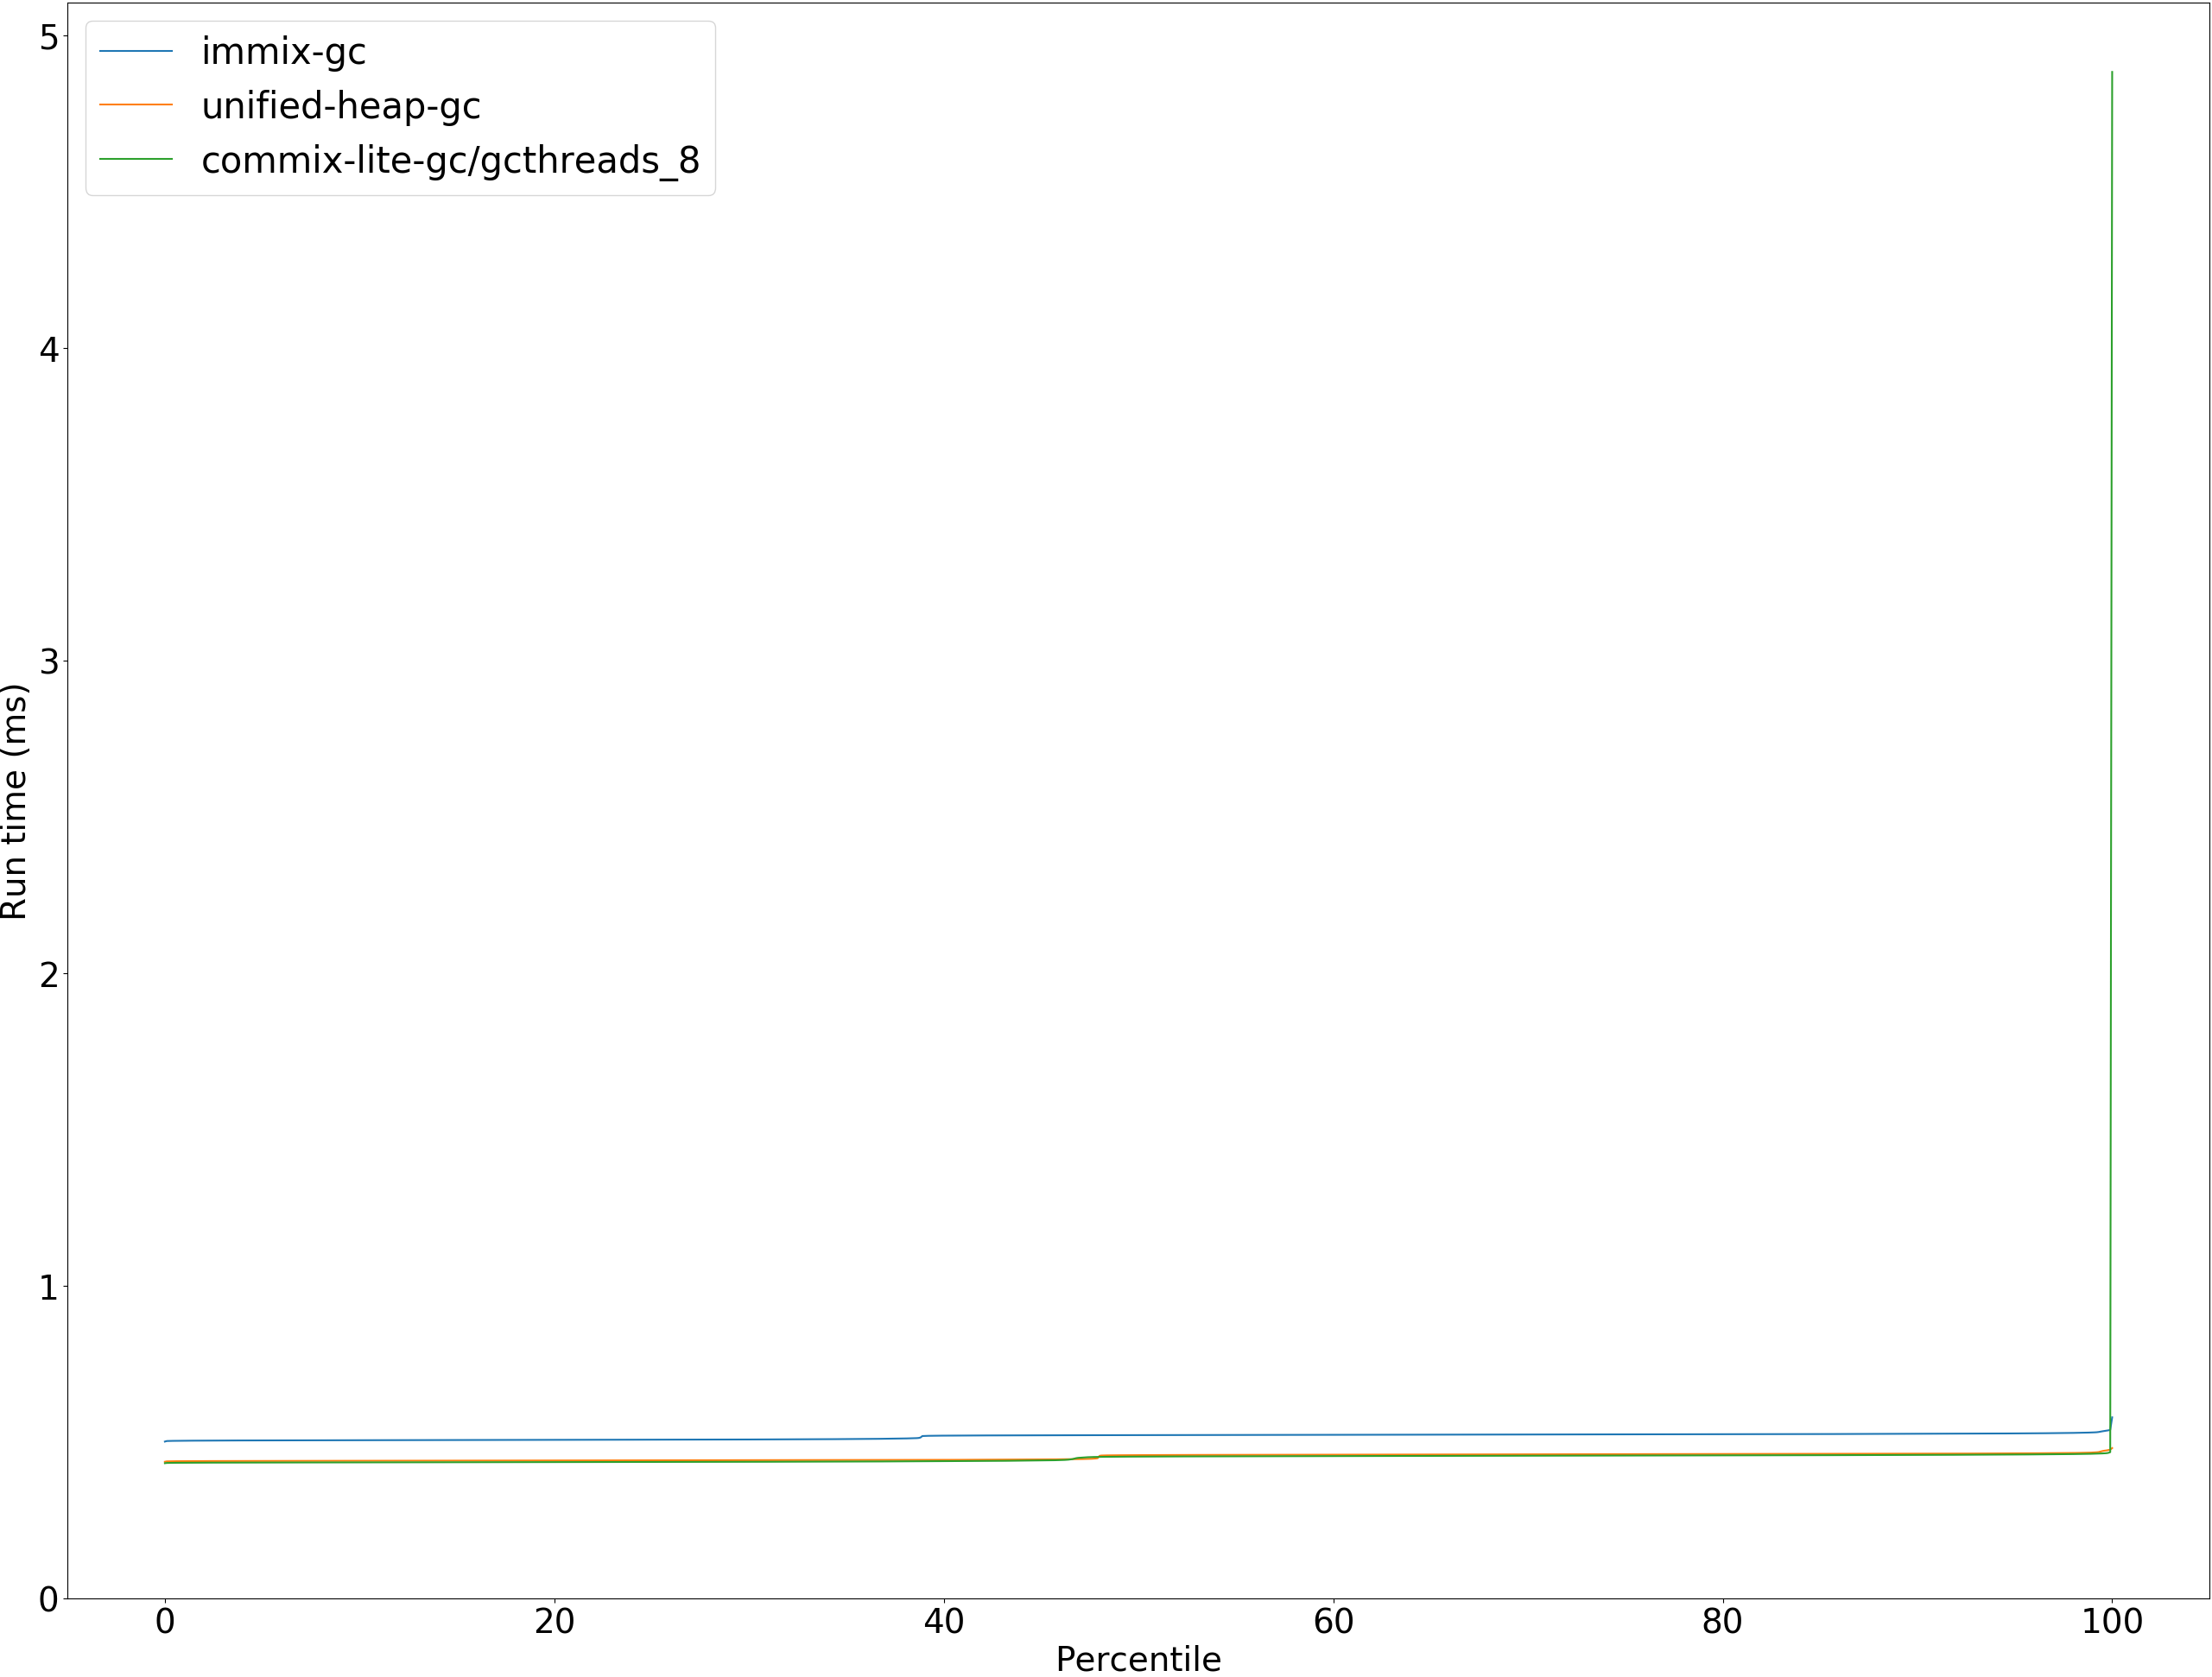 immix-gc
unified-heap-gc
commix-lite-gc/gcthreads_8
5
4
3
2
1
0
Run time (ms)
0 20 40 60 80 100
Percentile